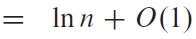 = ln n + O(1)